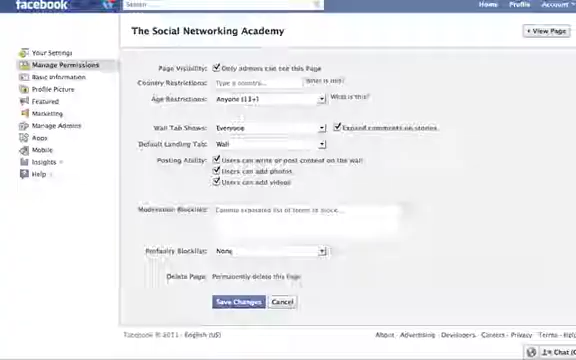 facebook
Search
Home Profile Account
The Social Networking Academy
View Page
Your Settings
Manage Permissions
Basic Information
Profile Picture
Featured
Marketing
Manage Admins
Apps
Mobile
Insights »
Help »
Page Visibility: Only admins can see this Page
Country Restrictions: Type a country... What is this?
Age Restrictions: Anyone (13+) What is this?
Wall Tab Shows: Everyone Expand comments on stories
Default Landing Tab: Wall
Posting Ability: Users can write or post content on the wall
Users can add photos
Users can add videos
Moderation Blocklist: Comma separated list of terms to block...
Profanity Blocklist: None
Delete Page: Permanently delete this Page
Save Changes Cancel
Facebook © 2011 · English (US)
About · Advertising · Developers · Careers · Privacy · Terms · Help
Chat